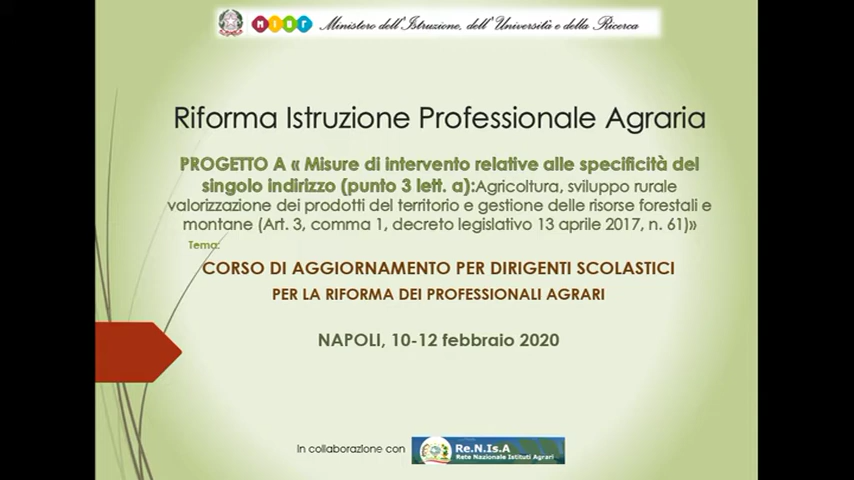 MIUR Ministero dell'Istruzione, dell'Università e della Ricerca
Riforma Istruzione Professionale Agraria
PROGETTO A « Misure di intervento relative alle specificità del
singolo indirizzo (punto 3 lett. a):Agricoltura, sviluppo rurale
valorizzazione dei prodotti del territorio e gestione delle risorse forestali e
montane (Art. 3, comma 1, decreto legislativo 13 aprile 2017, n. 61)»
Tema:
CORSO DI AGGIORNAMENTO PER DIRIGENTI SCOLASTICI
PER LA RIFORMA DEI PROFESSIONALI AGRARI
NAPOLI, 10-12 febbraio 2020
In collaborazione con
Re.N.Is.A
Rete Nazionale Istituti Agrari